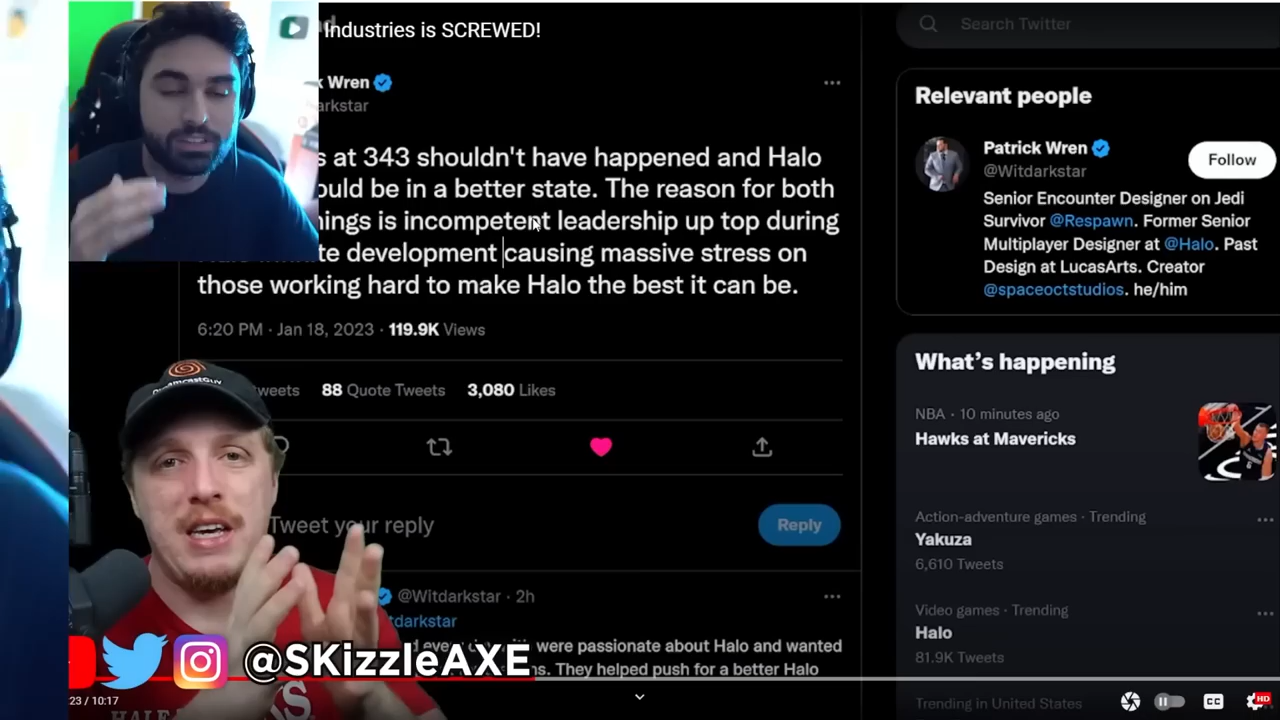 Industries is SCREWED!
Search Twitter
k Wren
arkstar
Relevant people
s at 343 shouldn't have happened and Halo
ould be in a better state. The reason for both
hings is incompetent leadership up top during
te development causing massive stress on
those working hard to make Halo the best it can be.
Patrick Wren
@Witdarkstar
Follow
Senior Encounter Designer on Jedi
Survivor @Respawn. Former Senior
Multiplayer Designer at @Halo. Past
Design at LucasArts. Creator
@spaceoctstudios. he/him
6:20 PM · Jan 18, 2023 · 119.9K Views
weets 88 Quote Tweets 3,080 Likes
What's happening
NBA · 10 minutes ago
Hawks at Mavericks
DreamcastGuy
Tweet your reply
Reply
Action-adventure games · Trending
Yakuza
6,610 Tweets
@Witdarkstar · 2h
tdarkstar
were passionate about Halo and wanted
ns. They helped push for a better Halo
Video games · Trending
Halo
81.9K Tweets
@SKizzleAXE
Trending in United States
23 / 10:17
CC
HD